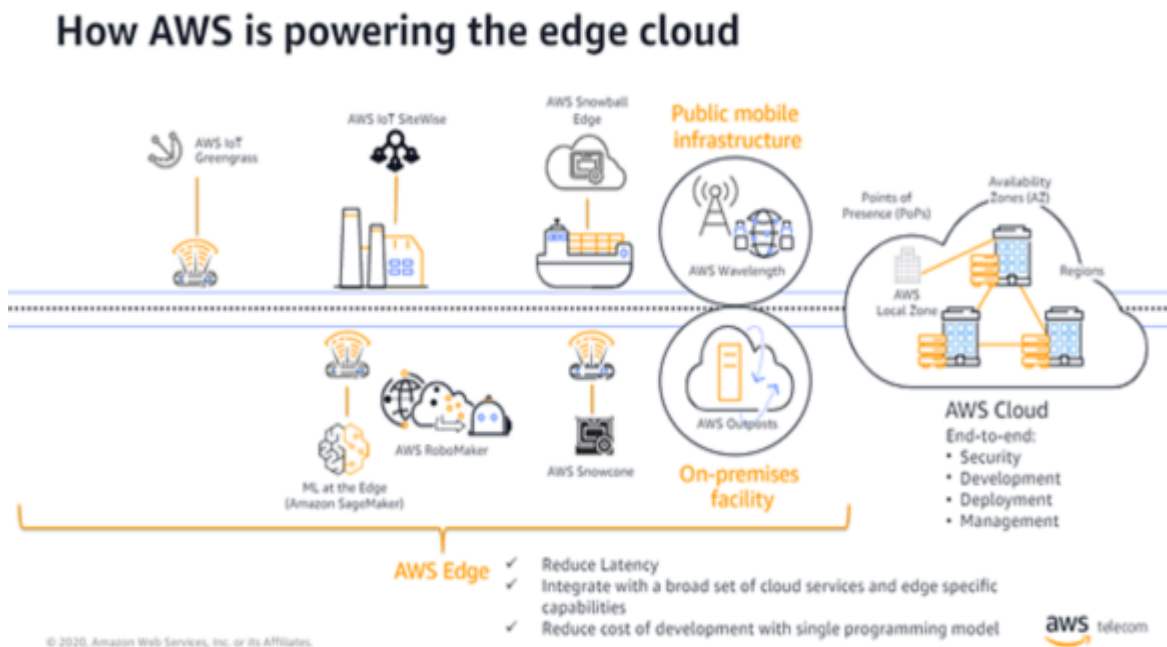 How AWS is powering the edge cloud
AWS IoT
Greengrass
AWS IoT SiteWise
AWS Snowball
Edge
Public mobile
infrastructure
AWS Wavelength
Points of
Presence (PoPs)
Availability
Zones (AZ)
Regions
AWS
Local Zone
ML at the Edge
(Amazon SageMaker)
AWS RoboMaker
AWS Snowcone
AWS Outposts
On-premises
facility
AWS Cloud
End-to-end:
• Security
• Development
• Deployment
• Management
AWS Edge
✓ Reduce Latency
✓ Integrate with a broad set of cloud services and edge specific
capabilities
✓ Reduce cost of development with single programming model
© 2020, Amazon Web Services, Inc. or its Affiliates.
aws telecom